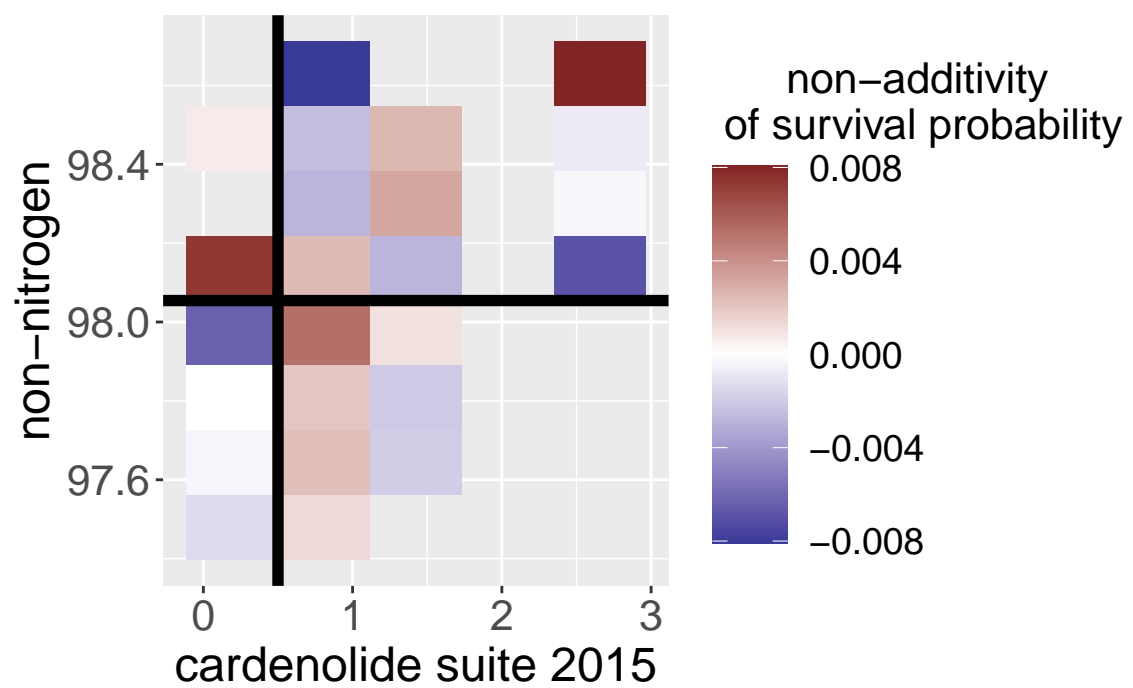 non−nitrogen
98.4
98.0
97.6
0 1 2 3
cardenolide suite 2015
non−additivity
of survival probability
0.008
0.004
0.000
−0.004
−0.008